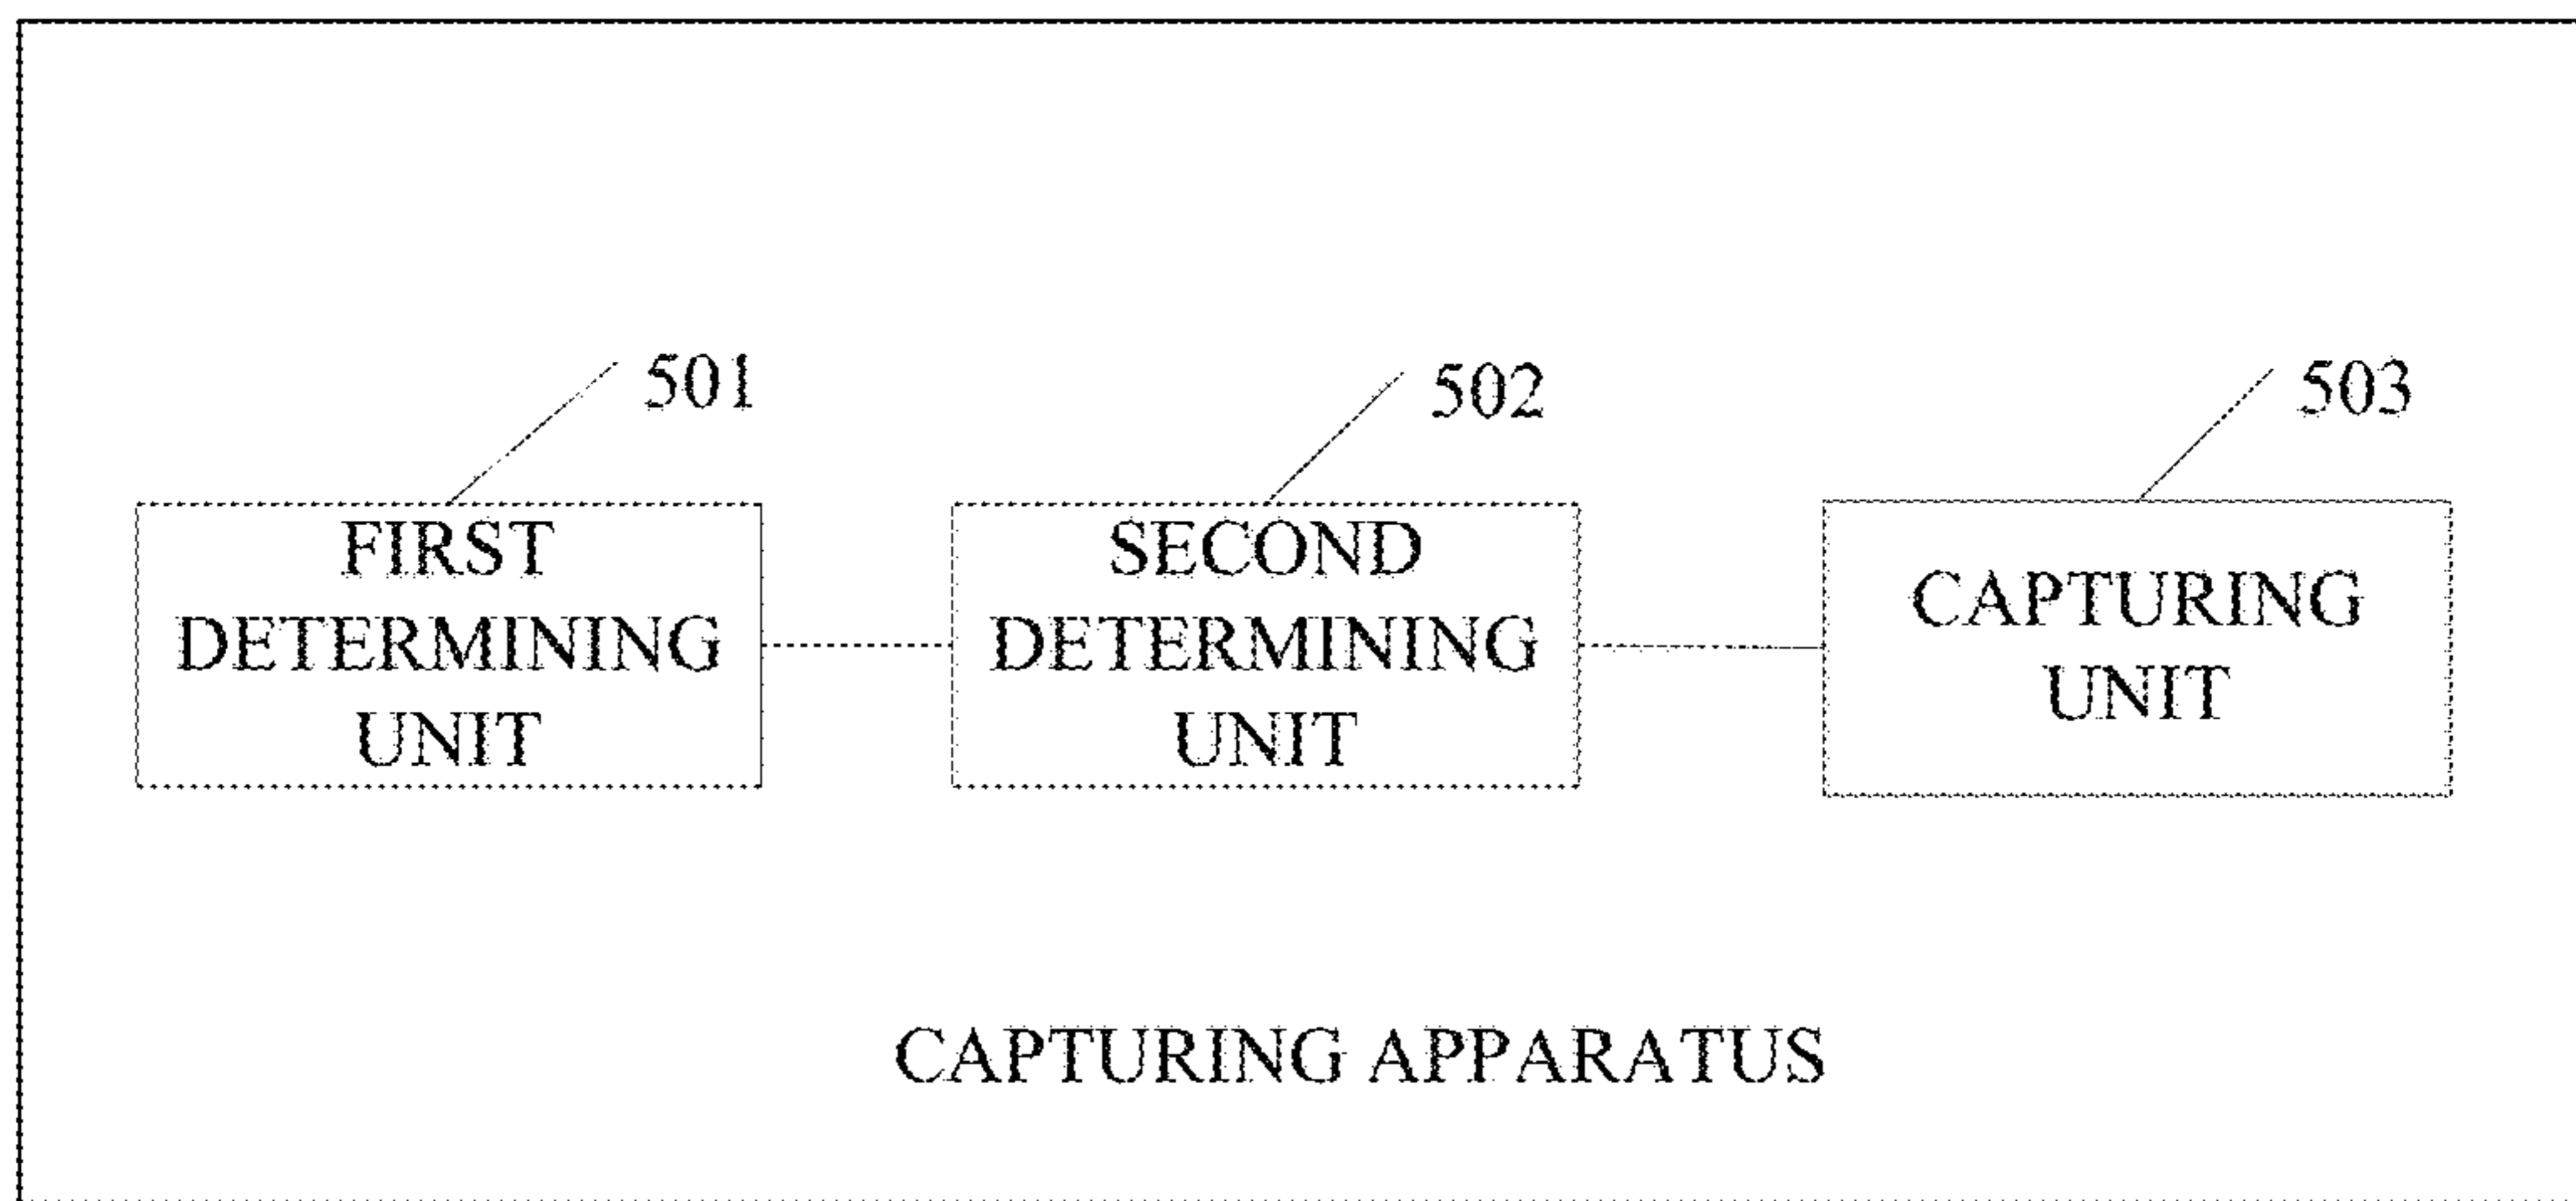 501
502
503
FIRST
DETERMINING
UNIT
SECOND
DETERMINING
UNIT
CAPTURING
UNIT
CAPTURING APPARATUS